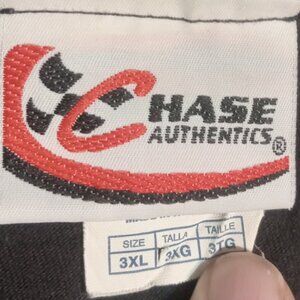 CHASE
AUTHENTICS®
SIZE TALLA TAILLE
3XL 3XG 3TG